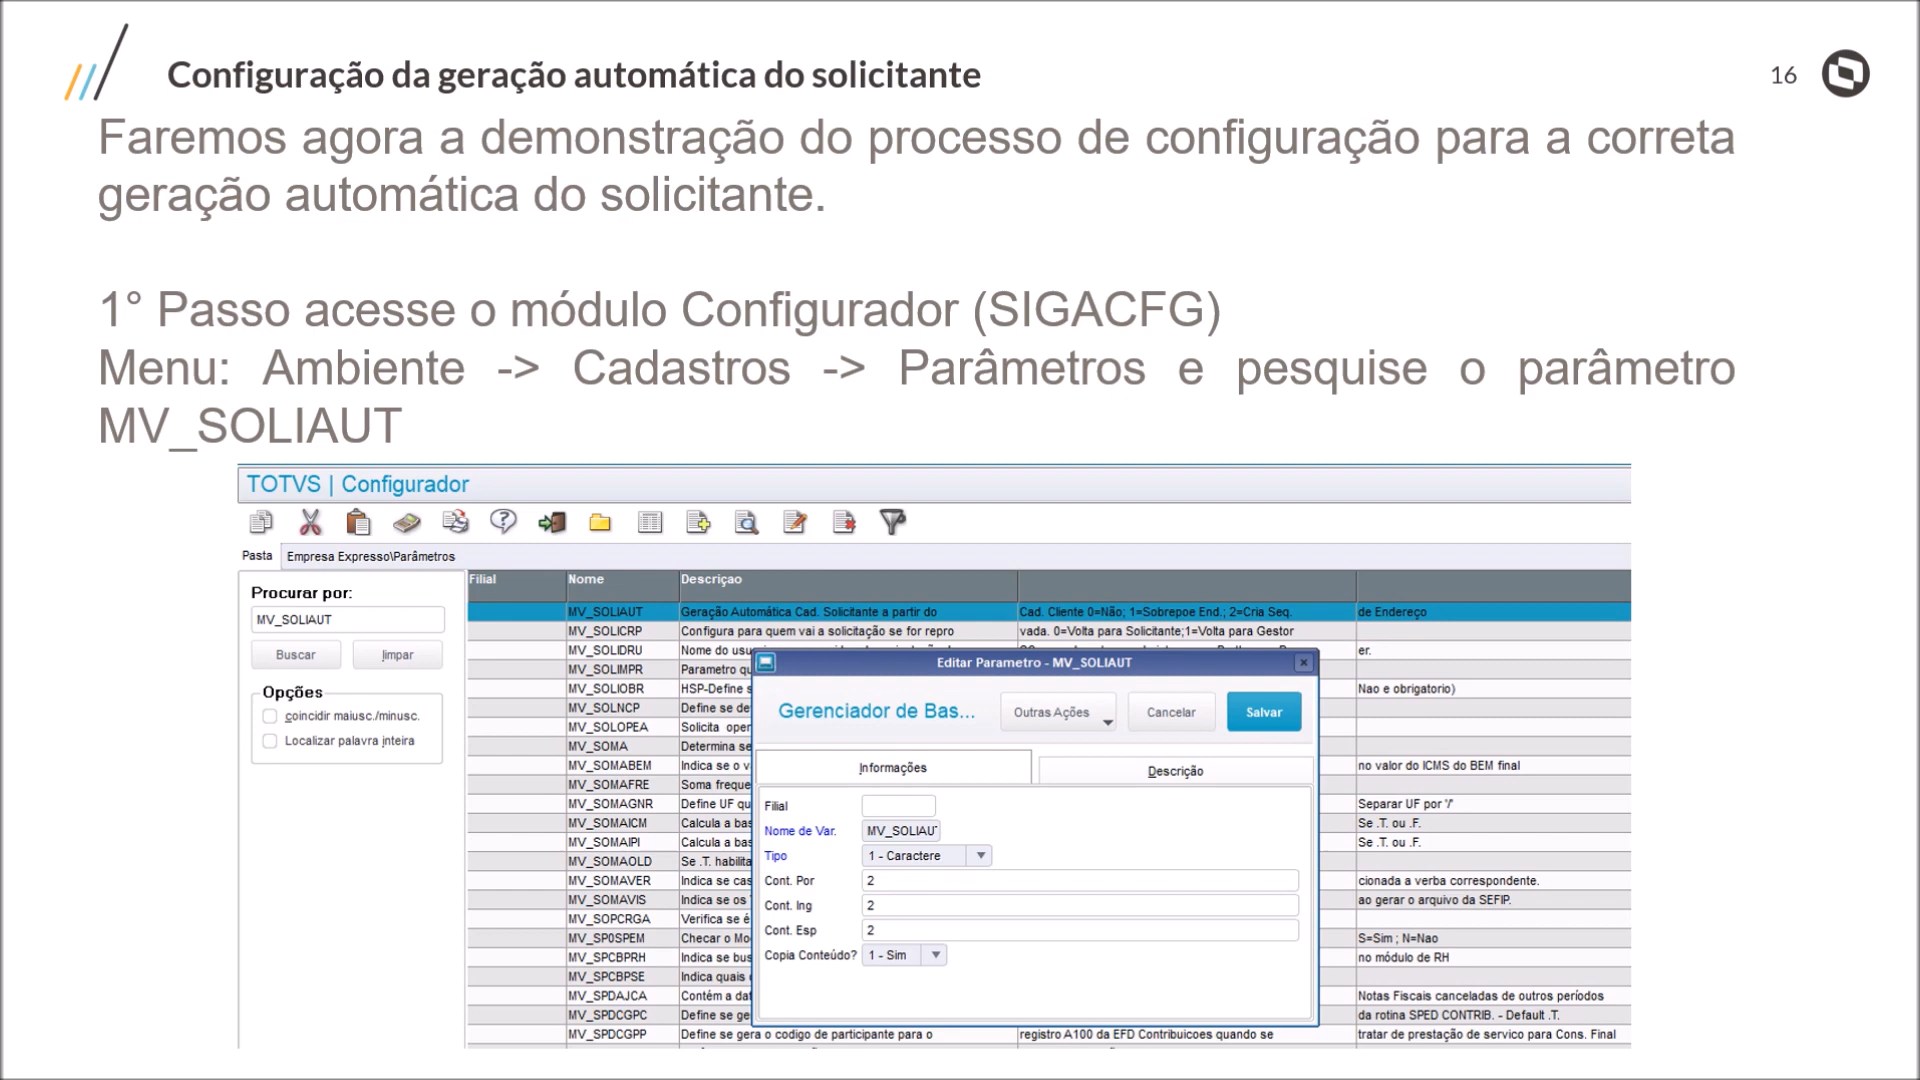 Configuração da geração automática do solicitante
16
Faremos agora a demonstração do processo de configuração para a correta
geração automática do solicitante.
1° Passo acesse o módulo Configurador (SIGACFG)
Menu: Ambiente -> Cadastros -> Parâmetros e pesquise o parâmetro
MV_SOLIAUT
TOTVS | Configurador
Pasta Empresa Expresso\Parâmetros
Procurar por:
MV_SOLIAUT
Buscar limpar
Opções
coincidir maiusc./minusc.
Localizar palavra inteira
Filial Nome Descriçao
MV_SOLIAUT Geração Automática Cad. Solicitante a partir do Cad. Cliente 0=Não; 1=Sobrepoe End.; 2=Cria Seq. de Endereço
MV_SOLICRP Configura para quem vai a solicitação se for repro vada. 0=Volta para Solicitante;1=Volta para Gestor
MV_SOLIDRU Nome do usu er.
MV_SOLIMPR Parametro qu
MV_SOLIOBR HSP-Define s Nao e obrigatorio)
MV_SOLNCP Define se de
MV_SOLOPEA Solicita oper
MV_SOMA Determina se
MV_SOMABEM Indica se o v no valor do ICMS do BEM final
MV_SOMAFRE Soma freque
MV_SOMAGNR Define UF qu Separar UF por '/'
MV_SOMAICM Calcula a bas Se .T. ou .F.
MV_SOMAIPI Calcula a bas Se .T. ou .F.
MV_SOMAOLD Se .T. habilita
MV_SOMAVER Indica se cas cionada a verba correspondente.
MV_SOMAVIS Indica se os ao gerar o arquivo da SEFIP.
MV_SOPCRGA Verifica se é
MV_SP0SPEM Checar o Mo S=Sim ; N=Nao
MV_SPCBPRH Indica se bus no módulo de RH
MV_SPCBPSE Indica quais
MV_SPDAJCA Contém a dat Notas Fiscais canceladas de outros períodos
MV_SPDCGPC Define se ge da rotina SPED CONTRIB. - Default .T.
MV_SPDCGPP Define se gera o codigo de participante para o registro A100 da EFD Contribuicoes quando se tratar de prestação de servico para Cons. Final
Editar Parametro - MV_SOLIAUT
Gerenciador de Bas... Outras Ações Cancelar Salvar
Informações Descrição
Filial
Nome de Var. MV_SOLIAUT
Tipo 1 - Caractere
Cont. Por 2
Cont. Ing 2
Cont. Esp 2
Copia Conteúdo? 1 - Sim